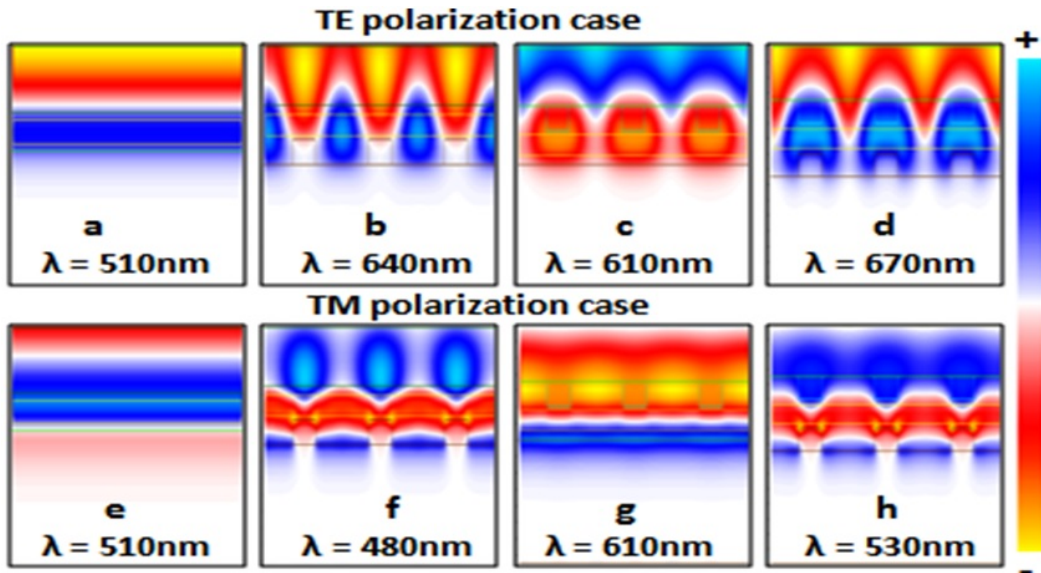 TE polarization case
+
a
b
c
d
λ = 510nm
λ = 640nm
λ = 610nm
λ = 670nm
TM polarization case
e
f
g
h
λ = 510nm
λ = 480nm
λ = 610nm
λ = 530nm
-